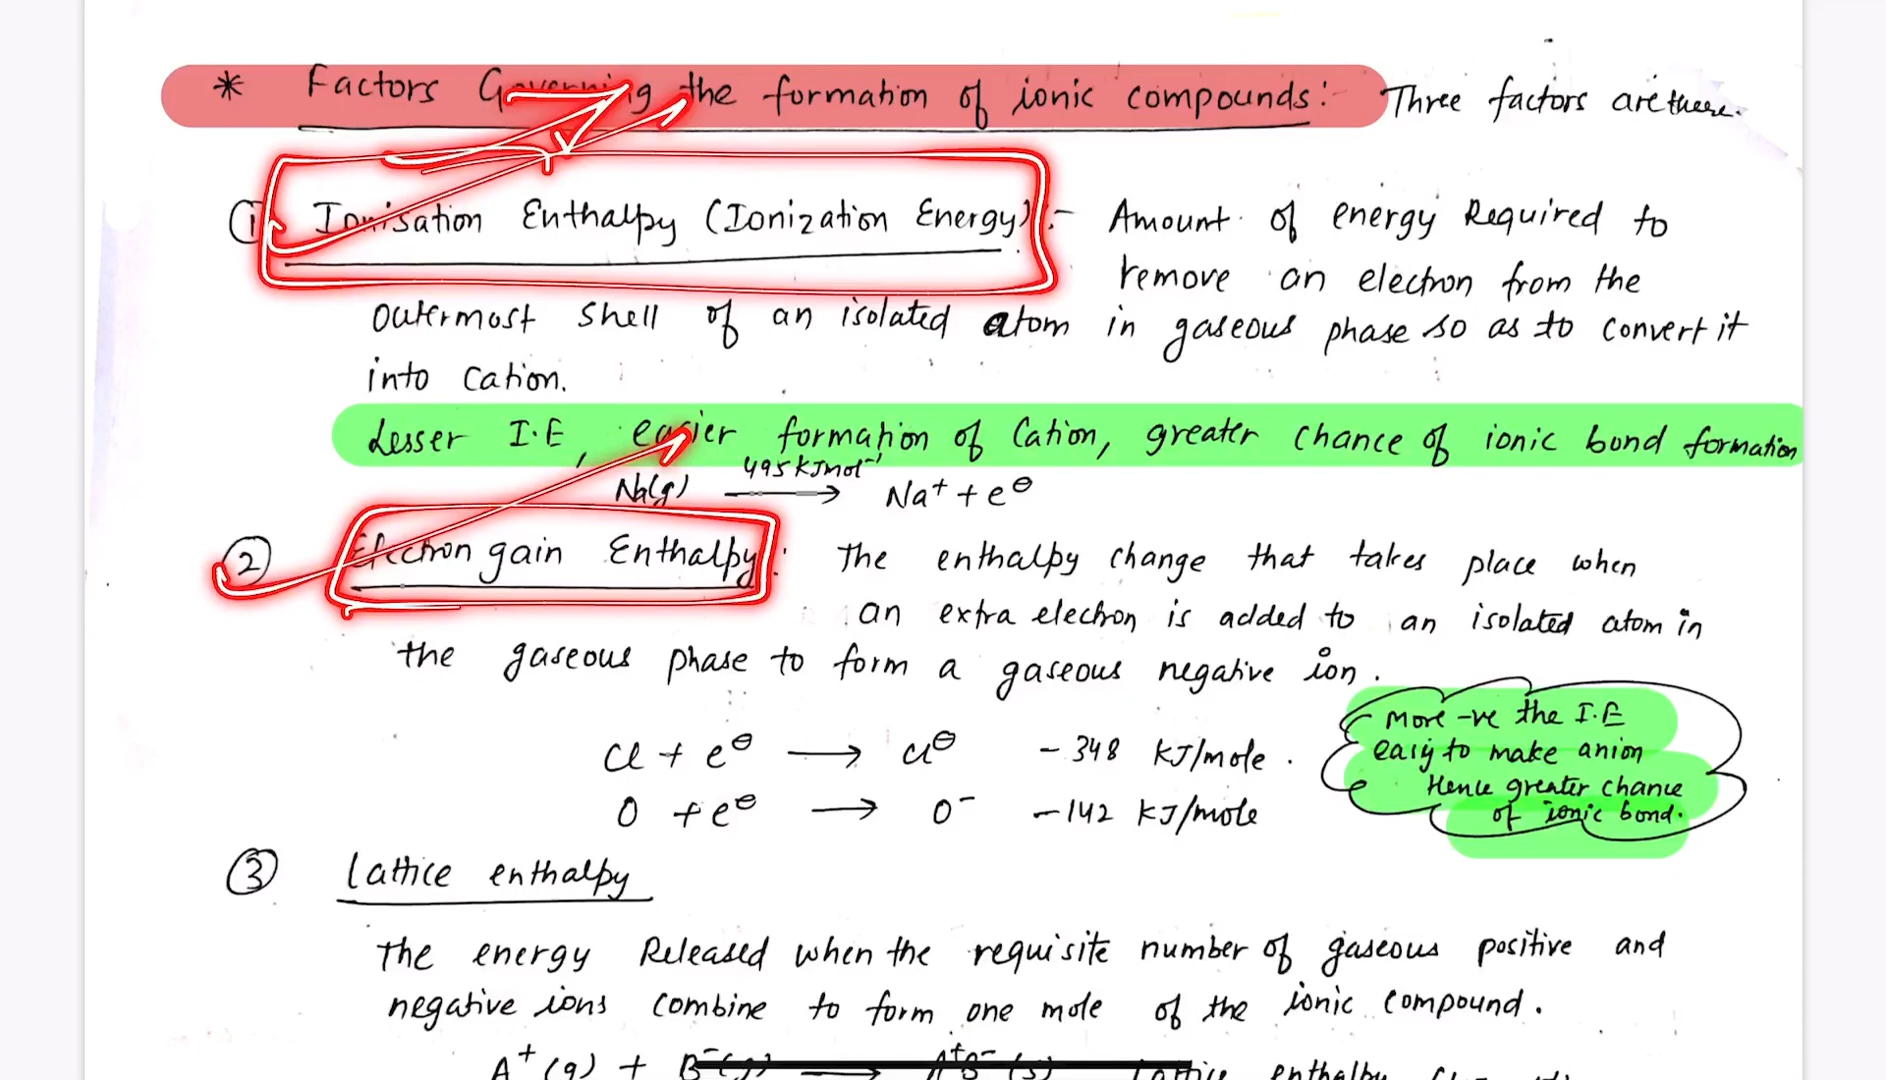 * Factors Governing the formation of ionic compounds:- Three factors are there.
① Ionisation Enthalpy (Ionization Energy) :- Amount of energy Required to
remove an electron from the
outermost shell of an isolated atom in gaseous phase so as to convert it
into Cation.
Lesser I.E, easier formation of Cation, greater chance of ionic bond formation
Na(g) —495 KJmol⁻¹→ Na⁺ + e⊖
② Electron gain Enthalpy : The enthalpy change that takes place when
an extra electron is added to an isolated atom in
the gaseous phase to form a gaseous negative ion.
Cl + e⊖ → Cl⊖ - 348 KJ/mole.
O + e⊖ → O⁻ -142 KJ/mole
More -ve the I.E
easy to make anion
Hence greater chance
of ionic bond.
③ Lattice enthalpy
The energy Released when the requisite number of gaseous positive and
negative ions combine to form one mole of the ionic compound.
A⁺(g) + B⁻(g) → A⁺B⁻(s) Lattice enthalpy